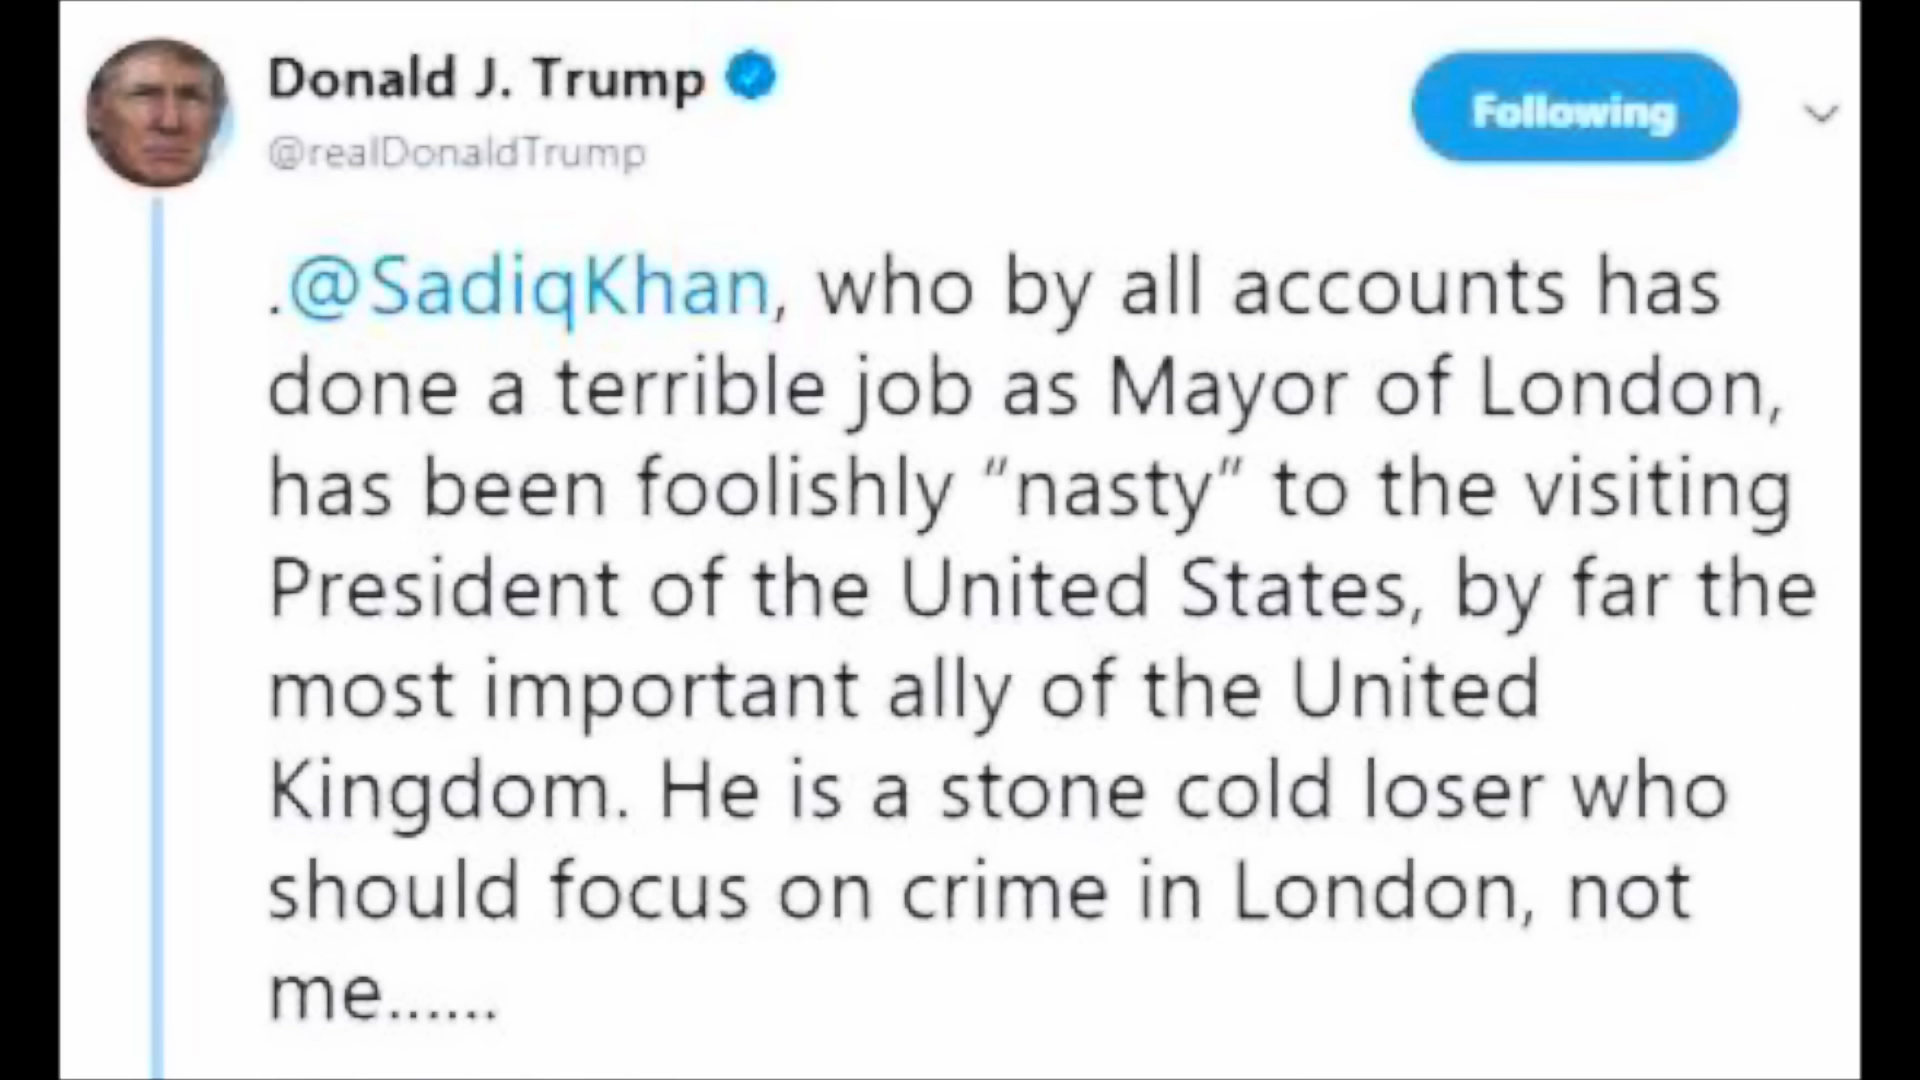 Donald J. Trump
@realDonaldTrump
Following
.@SadiqKhan, who by all accounts has
done a terrible job as Mayor of London,
has been foolishly “nasty” to the visiting
President of the United States, by far the
most important ally of the United
Kingdom. He is a stone cold loser who
should focus on crime in London, not
me......